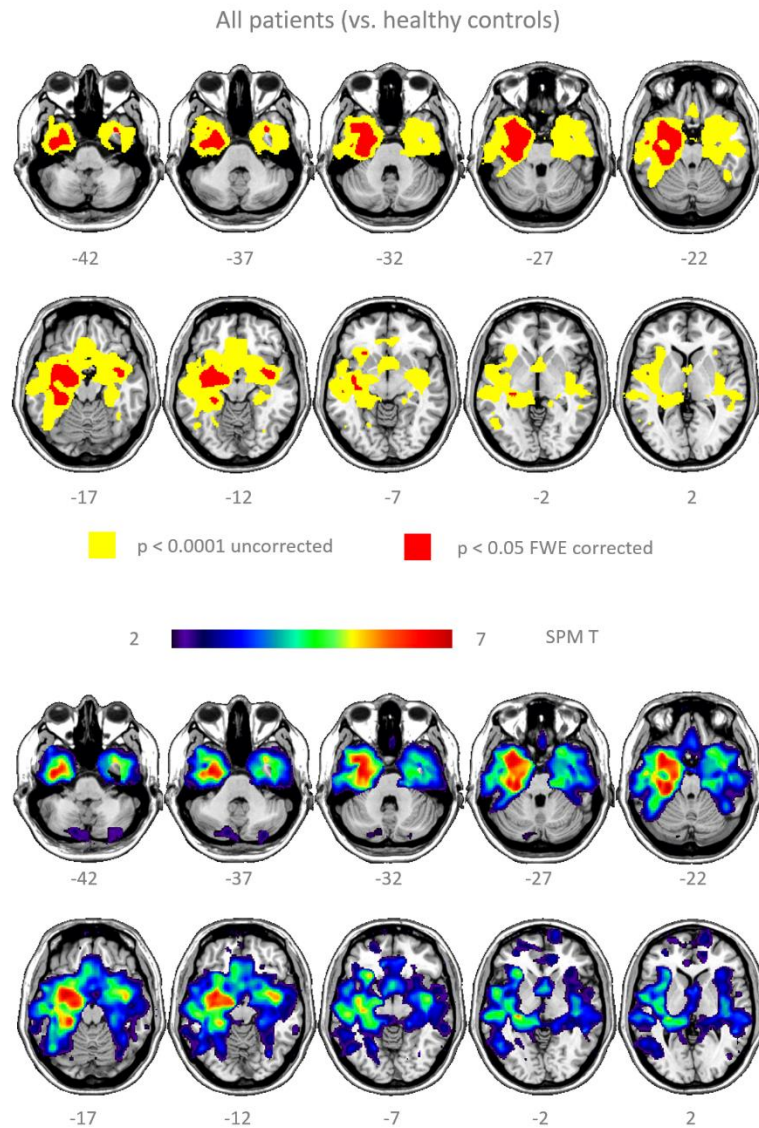 All patients (vs. healthy controls)
-42 -37 -32 -27 -22
-17 -12 -7 -2 2
p < 0.0001 uncorrected p < 0.05 FWE corrected
2 7 SPM T
-42 -37 -32 -27 -22
-17 -12 -7 -2 2